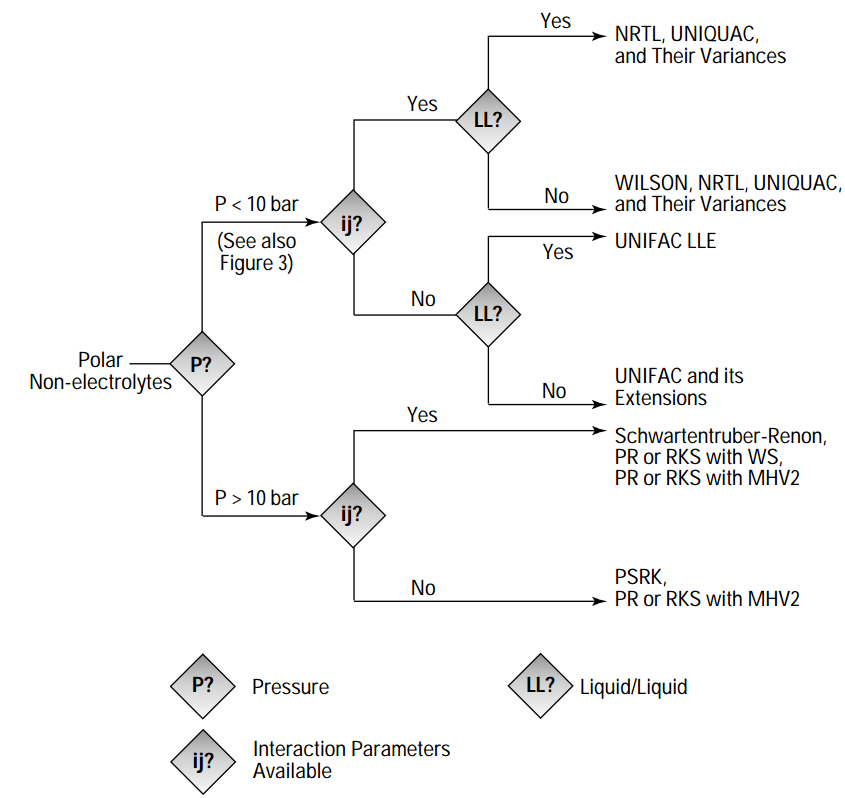 Yes
NRTL, UNIQUAC,
and Their Variances
Yes
LL?
No
WILSON, NRTL, UNIQUAC,
and Their Variances
P < 10 bar
(See also
Figure 3)
ij?
Yes
UNIFAC LLE
No
LL?
Polar
Non-electrolytes
P?
No
UNIFAC and its
Extensions
Yes
Schwartentruber-Renon,
PR or RKS with WS,
PR or RKS with MHV2
P > 10 bar
ij?
No
PSRK,
PR or RKS with MHV2
P?
Pressure
LL?
Liquid/Liquid
ij?
Interaction Parameters
Available